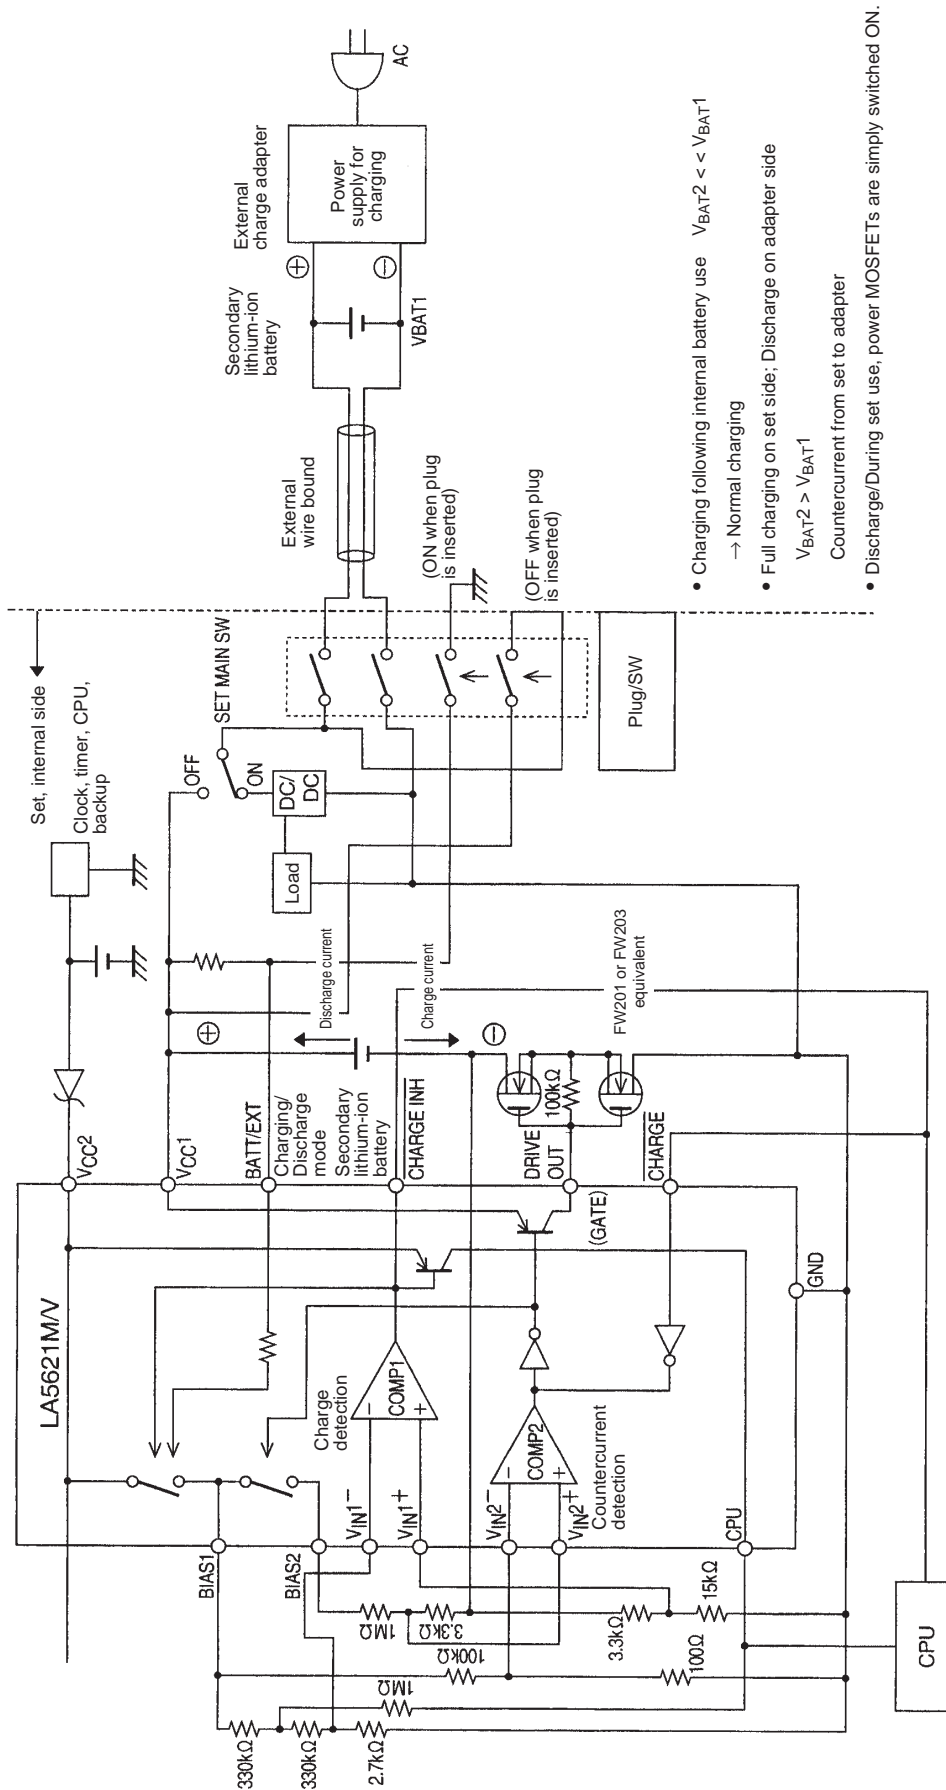 Set, internal side
Clock, timer, CPU,
backup
LA5621M/V
VCC2
VCC1
BATT/EXT
Charging/
Discharge
mode
Secondary
lithium-ion
battery
CHARGE INH
DRIVE
OUT
(GATE)
CHARGE
GND
100kΩ
FW201 or FW203
equivalent
Discharge current
Charge current
⊕
⊖
OFF
ON
SET MAIN SW
DC/
DC
Load
Plug/SW
(ON when plug
is inserted)
(OFF when plug
is inserted)
External
wire bound
Secondary
lithium-ion
battery
VBAT1
⊕
⊖
External
charge adapter
Power
supply for
charging
AC
Charge
detection
COMP1
−
+
COMP2
−
+
Countercurrent
detection
BIAS1
BIAS2
VIN1−
VIN1+
VIN2−
VIN2+
CPU
330kΩ
330kΩ
2.7kΩ
1MΩ
100kΩ
1MΩ
3.3kΩ
3.3kΩ
100Ω
15kΩ
CPU
• Charging following internal battery use VBAT2 < < VBAT1
→ Normal charging
• Full charging on set side; Discharge on adapter side
VBAT2 > VBAT1
Countercurrent from set to adapter
• Discharge/During set use, power MOSFETs are simply switched ON.